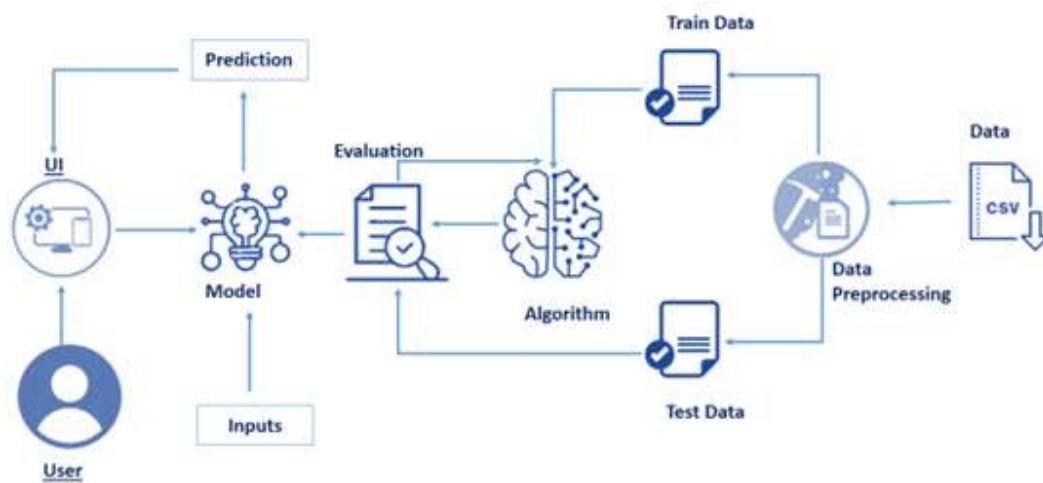 Train Data
Prediction
Evaluation
Data
UI
CSV
Model
Data
Preprocessing
Algorithm
Test Data
Inputs
User